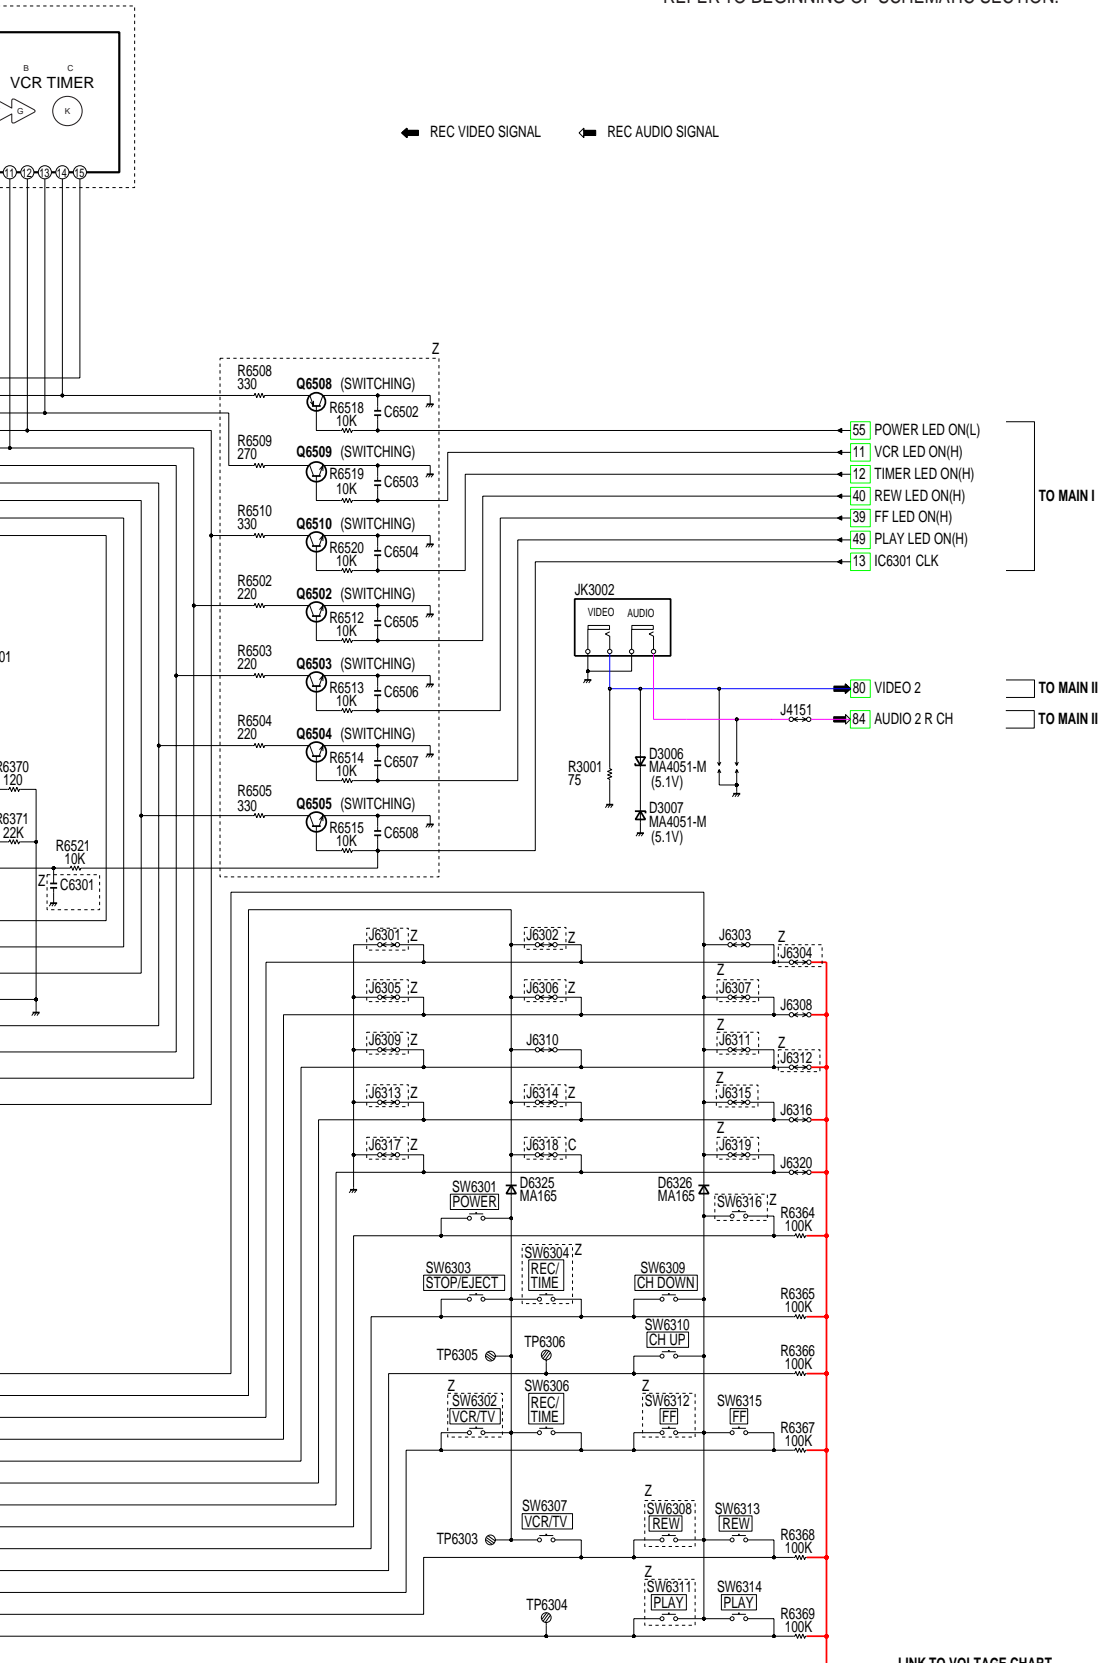 REFER TO BEGINNING OF SCHEMATIC SECTION.
B C
VCR TIMER
G K
11 12 13 14 15
REC VIDEO SIGNAL
REC AUDIO SIGNAL
Z
R6508
330
Q6508 (SWITCHING)
R6518
10K
C6502
R6509
270
Q6509 (SWITCHING)
R6519
10K
C6503
R6510
330
Q6510 (SWITCHING)
R6520
10K
C6504
R6502
220
Q6502 (SWITCHING)
R6512
10K
C6505
R6503
220
Q6503 (SWITCHING)
R6513
10K
C6506
R6504
220
Q6504 (SWITCHING)
R6514
10K
C6507
R6505
330
Q6505 (SWITCHING)
R6515
10K
C6508
55 POWER LED ON(L)
11 VCR LED ON(H)
12 TIMER LED ON(H)
40 REW LED ON(H)
39 FF LED ON(H)
49 PLAY LED ON(H)
13 IC6301 CLK
TO MAIN I
JK3002
VIDEO AUDIO
80 VIDEO 2
TO MAIN II
J4151
84 AUDIO 2 R CH
TO MAIN II
R3001
75
D3006
MA4051-M
(5.1V)
D3007
MA4051-M
(5.1V)
01
R6370
120
R6371
22K
R6521
10K
Z
C6301
J6301 Z
J6302 Z
J6303
Z
J6304
J6305 Z
J6306 Z
Z
J6307
J6308
J6309 Z
J6310
Z
J6311
Z
J6312
J6313 Z
J6314 Z
Z
J6315
J6316
J6317 Z
J6318 C
Z
J6319
J6320
SW6301
POWER
D6325
MA165
D6326
MA165
SW6316 Z
R6364
100K
SW6303
STOP/EJECT
SW6304 Z
REC/
TIME
SW6309
CH DOWN
R6365
100K
SW6310
CH UP
TP6305
TP6306
R6366
100K
Z
SW6302
VCR/TV
SW6306
REC/
TIME
Z
SW6312
FF
SW6315
FF
R6367
100K
TP6303
SW6307
VCR/TV
Z
SW6308
REW
SW6313
REW
R6368
100K
TP6304
Z
SW6311
PLAY
SW6314
PLAY
R6369
100K
LINK TO VOLTAGE CHART